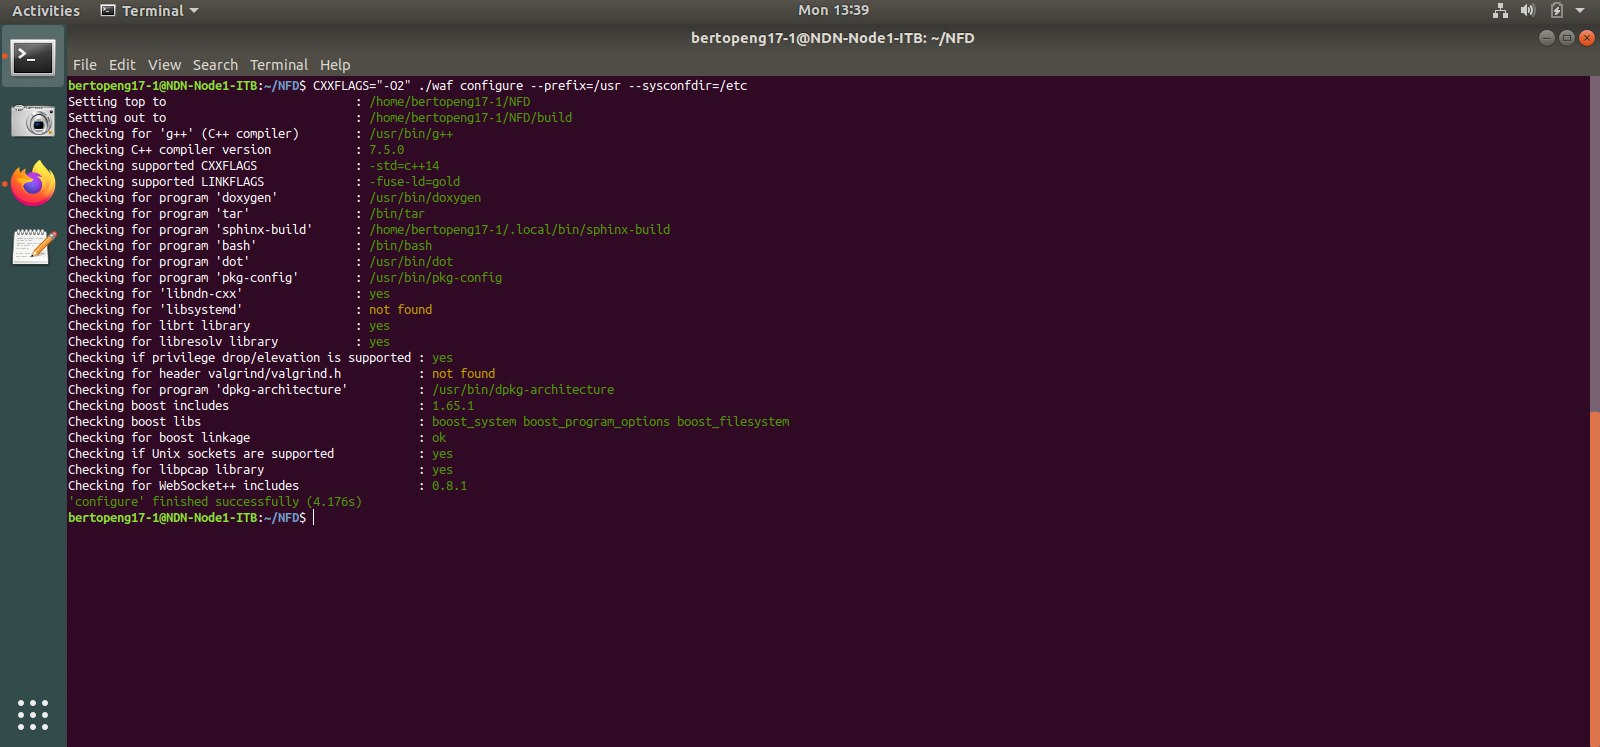 Activities Terminal Mon 13:39
bertopeng17-1@NDN-Node1-ITB: ~/NFD
File Edit View Search Terminal Help
bertopeng17-1@NDN-Node1-ITB:~/NFD$ CXXFLAGS="-O2" ./waf configure --prefix=/usr --sysconfdir=/etc
Setting top to : /home/bertopeng17-1/NFD
Setting out to : /home/bertopeng17-1/NFD/build
Checking for 'g++' (C++ compiler) : /usr/bin/g++
Checking C++ compiler version : 7.5.0
Checking supported CXXFLAGS : -std=c++14
Checking supported LINKFLAGS : -fuse-ld=gold
Checking for program 'doxygen' : /usr/bin/doxygen
Checking for program 'tar' : /bin/tar
Checking for program 'sphinx-build' : /home/bertopeng17-1/.local/bin/sphinx-build
Checking for program 'bash' : /bin/bash
Checking for program 'dot' : /usr/bin/dot
Checking for program 'pkg-config' : /usr/bin/pkg-config
Checking for 'libndn-cxx' : yes
Checking for 'libsystemd' : not found
Checking for librt library : yes
Checking for libresolv library : yes
Checking if privilege drop/elevation is supported : yes
Checking for header valgrind/valgrind.h : not found
Checking for program 'dpkg-architecture' : /usr/bin/dpkg-architecture
Checking boost includes : 1.65.1
Checking boost libs : boost_system boost_program_options boost_filesystem
Checking for boost linkage : ok
Checking if Unix sockets are supported : yes
Checking for libpcap library : yes
Checking for WebSocket++ includes : 0.8.1
'configure' finished successfully (4.176s)
bertopeng17-1@NDN-Node1-ITB:~/NFD$